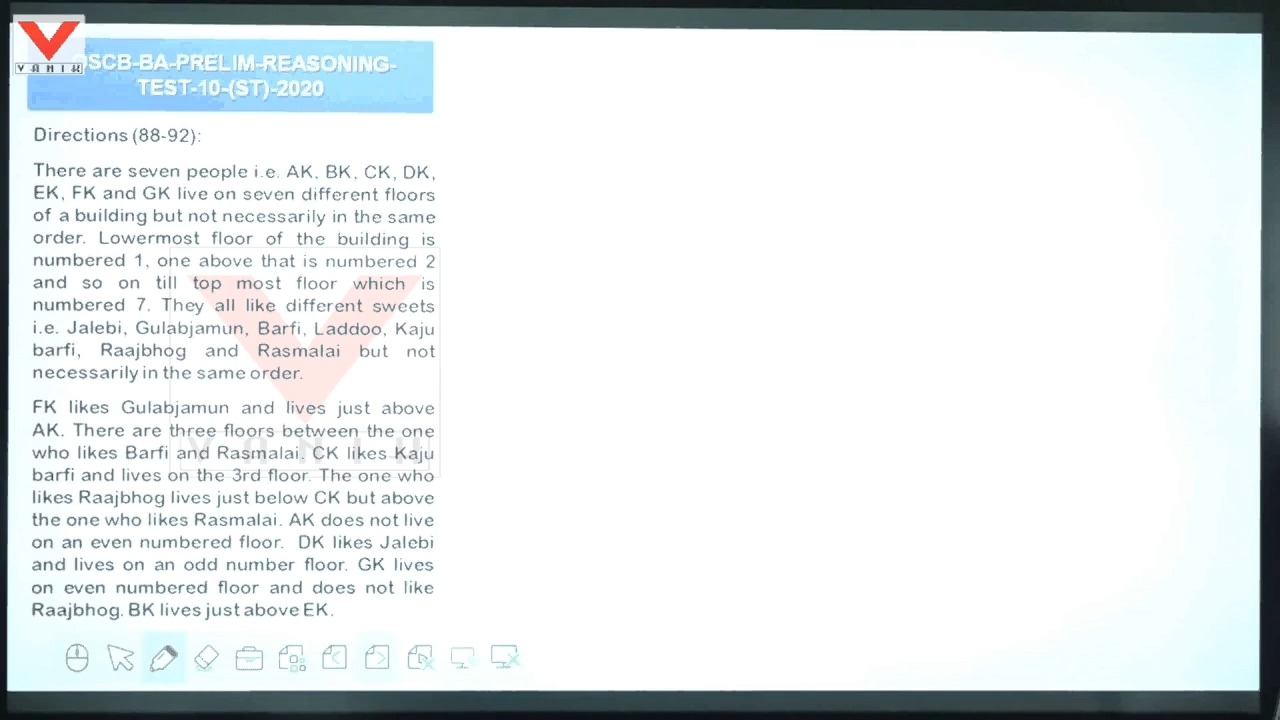 VANIK
OSCB-BA-PRELIM-REASONING-
TEST-10-(ST)-2020
Directions (88-92):
There are seven people i.e. AK, BK, CK, DK,
EK, FK and GK live on seven different floors
of a building but not necessarily in the same
order. Lowermost floor of the building is
numbered 1, one above that is numbered 2
and so on till top most floor which is
numbered 7. They all like different sweets
i.e. Jalebi, Gulabjamun, Barfi, Laddoo, Kaju
barfi, Raajbhog and Rasmalai but not
necessarily in the same order.
FK likes Gulabjamun and lives just above
AK. There are three floors between the one
who likes Barfi and Rasmalai. CK likes Kaju
barfi and lives on the 3rd floor. The one who
likes Raajbhog lives just below CK but above
the one who likes Rasmalai. AK does not live
on an even numbered floor. DK likes Jalebi
and lives on an odd number floor. GK lives
on even numbered floor and does not like
Raajbhog. BK lives just above EK.
VANIK